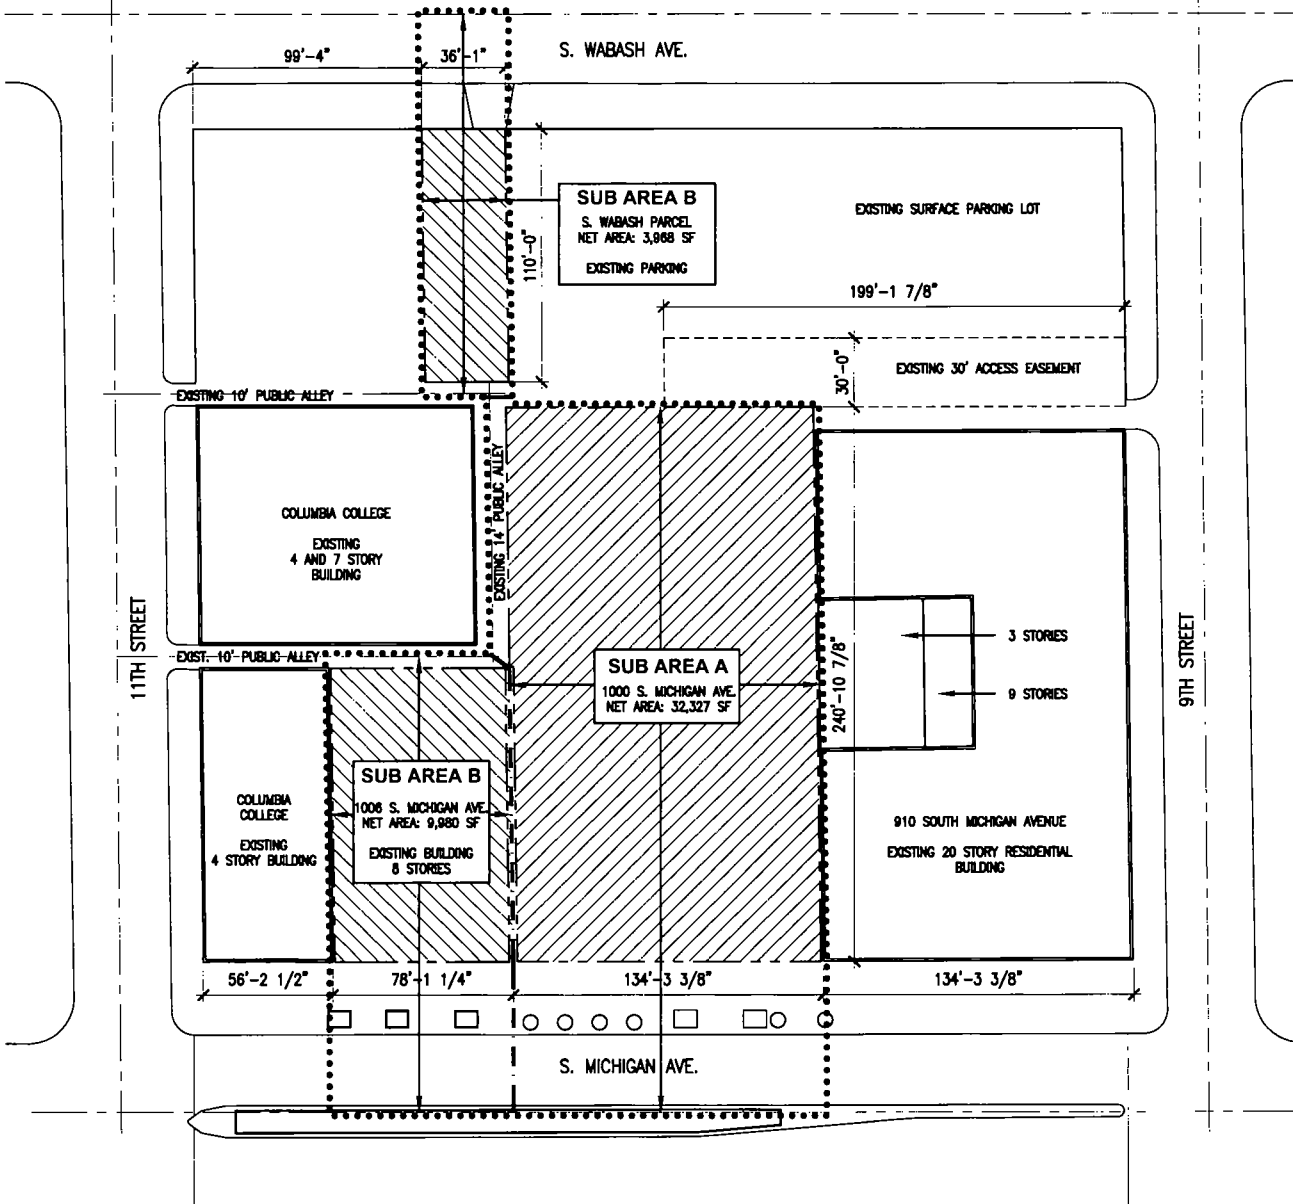 S. WABASH AVE.
99'-4"
36'-1"
SUB AREA B
S. WABASH PARCEL
NET AREA: 3,968 SF
EXISTING PARKING
110'-0"
EXISTING SURFACE PARKING LOT
199'-1 7/8"
30'-0"
EXISTING 30' ACCESS EASEMENT
EXISTING 10' PUBLIC ALLEY
EXISTING 14' PUBLIC ALLEY
COLUMBIA COLLEGE
EXISTING
4 AND 7 STORY
BUILDING
11TH STREET
EXIST. 10' PUBLIC ALLEY
SUB AREA A
1000 S. MICHIGAN AVE.
NET AREA: 32,327 SF
240'-10 7/8"
3 STORIES
9 STORIES
9TH STREET
SUB AREA B
1006 S. MICHIGAN AVE.
NET AREA: 9,980 SF
EXISTING BUILDING
8 STORIES
COLUMBIA
COLLEGE
EXISTING
4 STORY BUILDING
910 SOUTH MICHIGAN AVENUE
EXISTING 20 STORY RESIDENTIAL
BUILDING
56'-2 1/2"
78'-1 1/4"
134'-3 3/8"
134'-3 3/8"
S. MICHIGAN AVE.